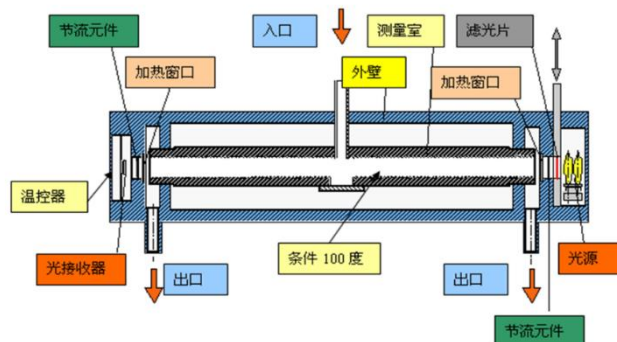 节流元件
入口
测量室
滤光片
加热窗口
外壁
加热窗口
温控器
光接收器
出口
条件 100 度
出口
光源
节流元件